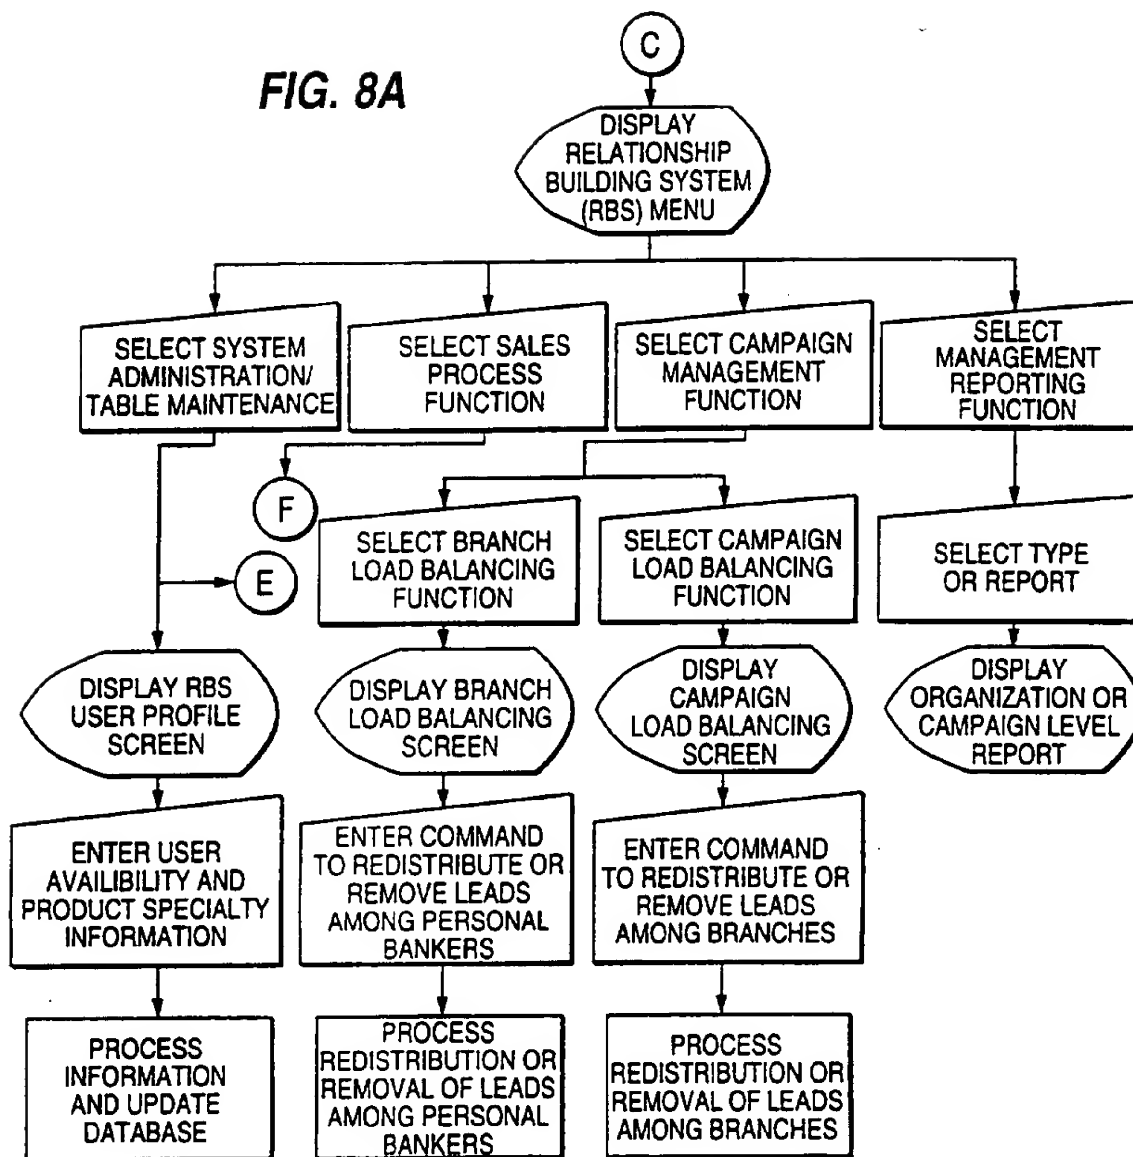 C
FIG. 8A
DISPLAY
RELATIONSHIP
BUILDING SYSTEM
(RBS) MENU
SELECT SYSTEM
ADMINISTRATION/
TABLE MAINTENANCE
SELECT SALES
PROCESS
FUNCTION
SELECT CAMPAIGN
MANAGEMENT
FUNCTION
SELECT
MANAGEMENT
REPORTING
FUNCTION
F
E
SELECT BRANCH
LOAD BALANCING
FUNCTION
SELECT CAMPAIGN
LOAD BALANCING
FUNCTION
SELECT TYPE
OR REPORT
DISPLAY RBS
USER PROFILE
SCREEN
DISPLAY BRANCH
LOAD BALANCING
SCREEN
DISPLAY
CAMPAIGN
LOAD BALANCING
SCREEN
DISPLAY
ORGANIZATION OR
CAMPAIGN LEVEL
REPORT
ENTER USER
AVAILIBILITY AND
PRODUCT SPECIALTY
INFORMATION
ENTER COMMAND
TO REDISTRIBUTE OR
REMOVE LEADS
AMONG PERSONAL
BANKERS
ENTER COMMAND
TO REDISTRIBUTE OR
REMOVE LEADS
AMONG BRANCHES
PROCESS
INFORMATION
AND UPDATE
DATABASE
PROCESS
REDISTRIBUTION OR
REMOVAL OF LEADS
AMONG PERSONAL
BANKERS
PROCESS
REDISTRIBUTION OR
REMOVAL OF LEADS
AMONG BRANCHES